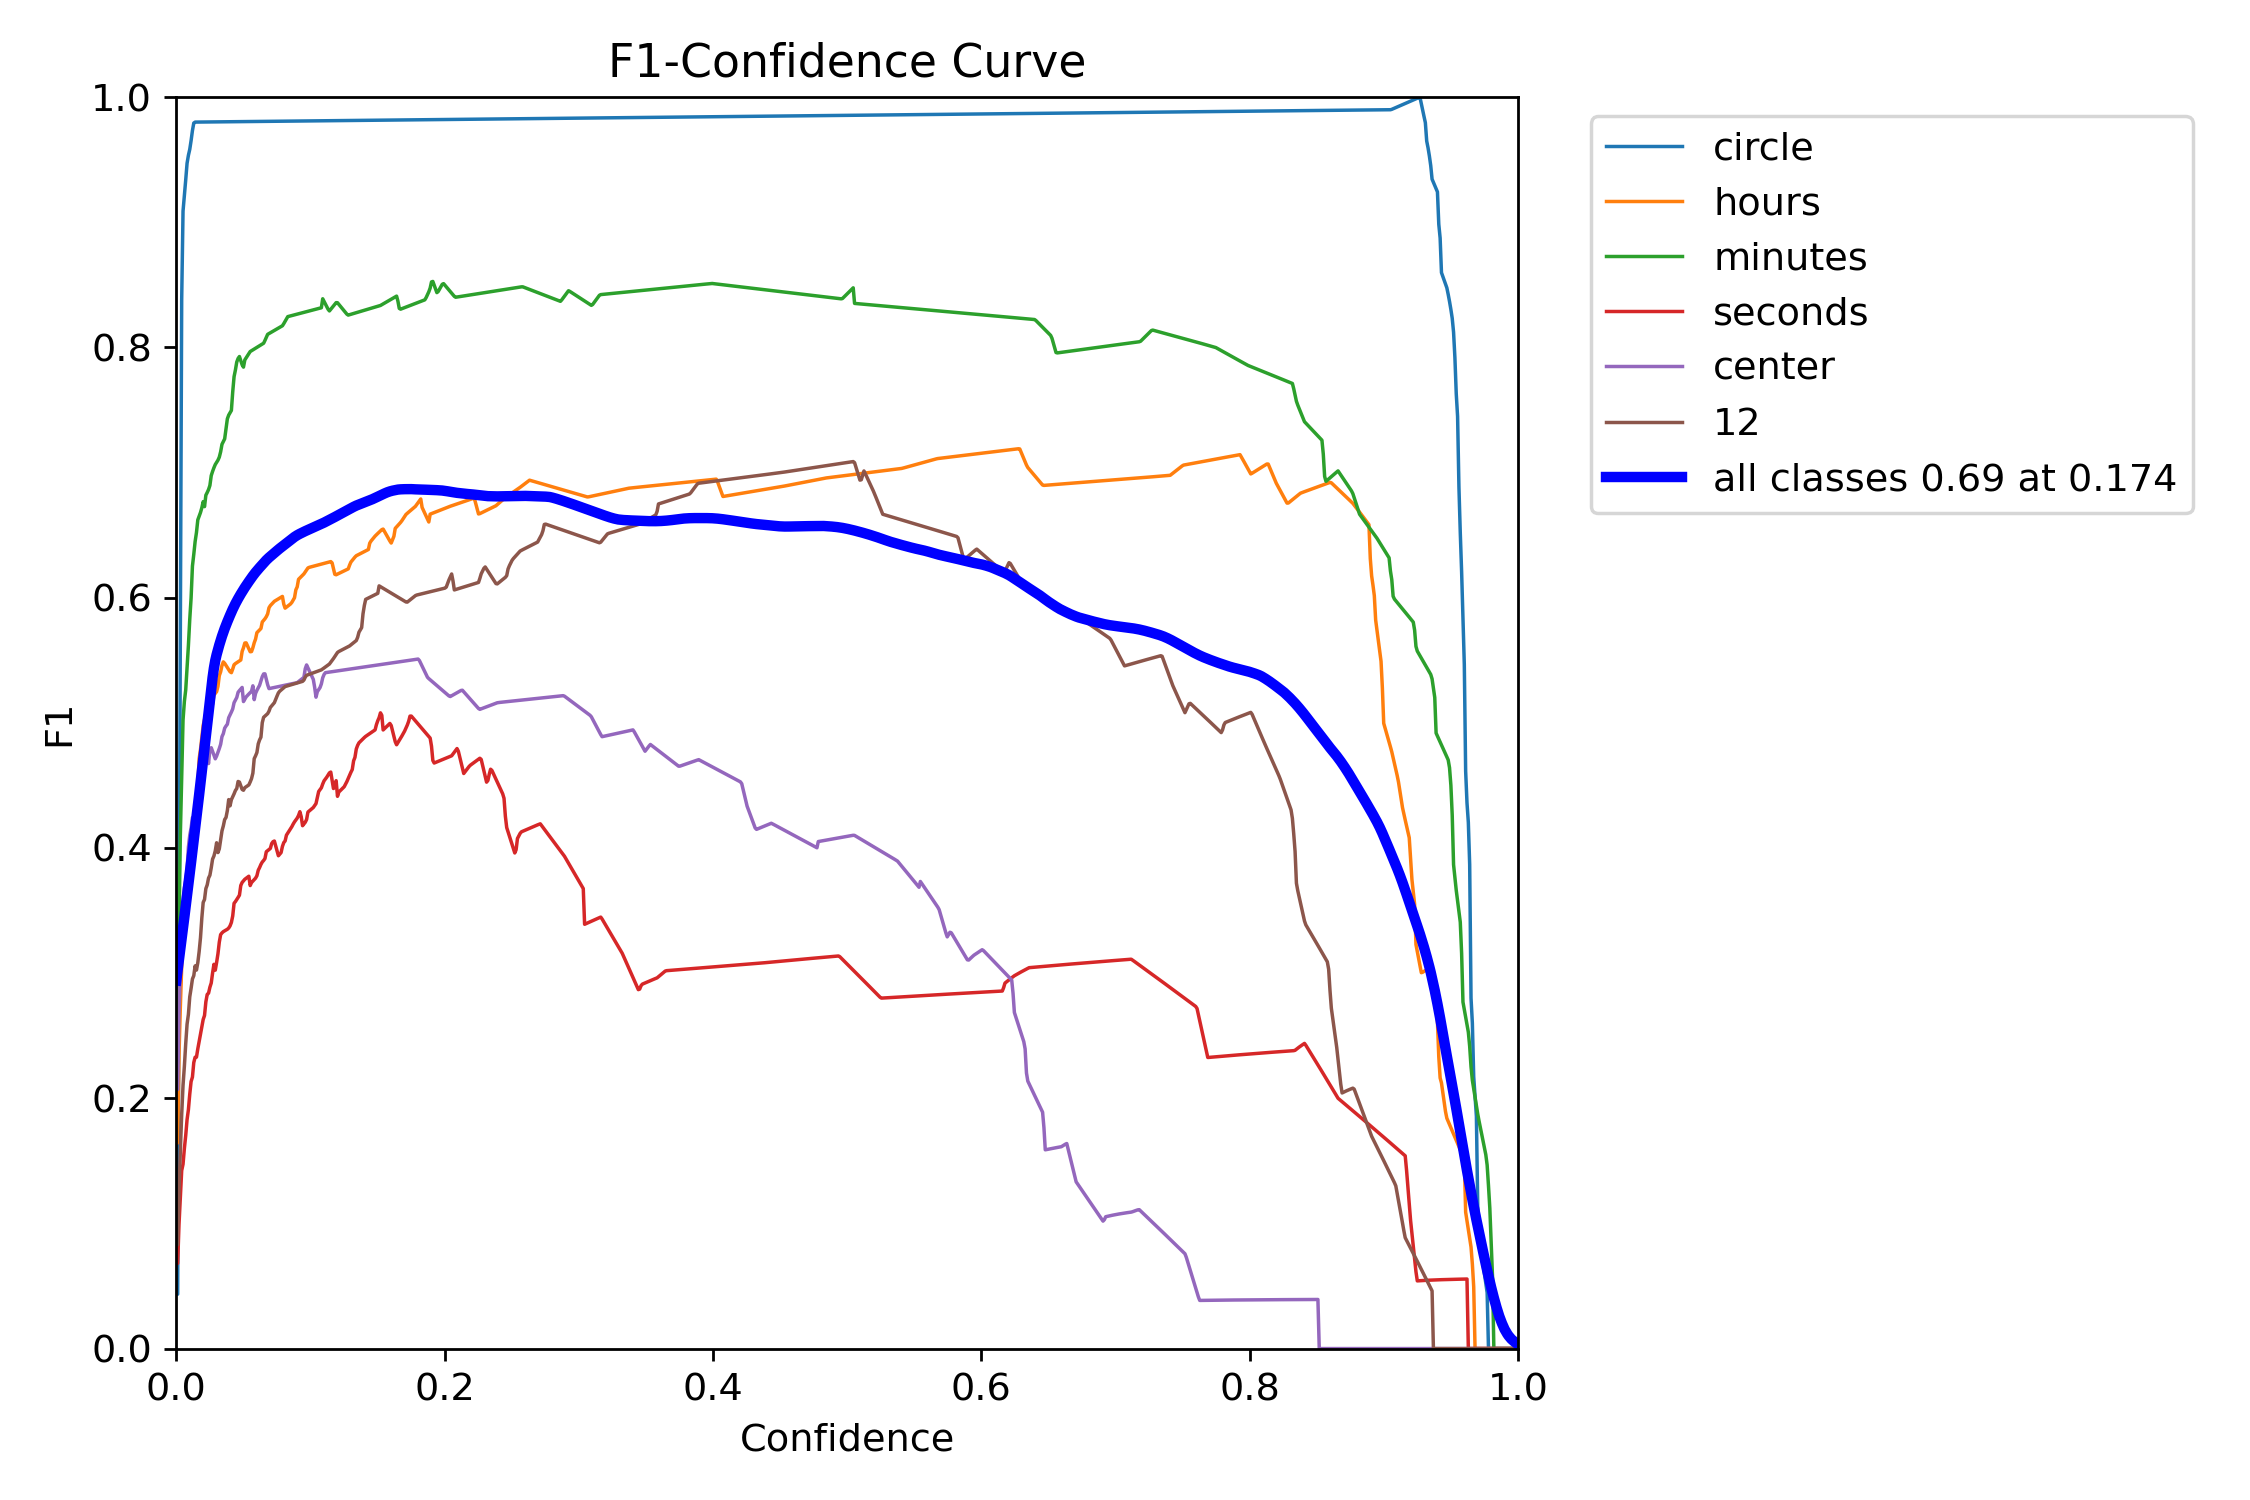 F1-Confidence Curve
1.0
0.8
0.6
0.4
0.2
0.0
F1
0.0 0.2 0.4 0.6 0.8 1.0
Confidence
circle
hours
minutes
seconds
center
12
all classes 0.69 at 0.174